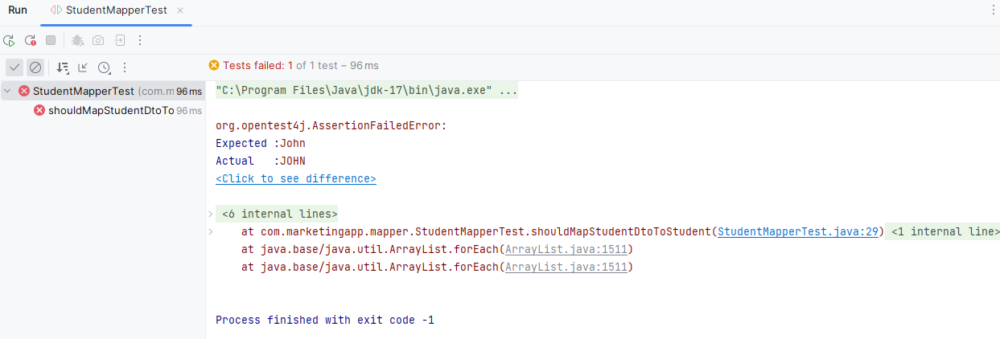 Run StudentMapperTest
Tests failed: 1 of 1 test – 96 ms
StudentMapperTest (com.m 96 ms
shouldMapStudentDtoTo 96 ms
"C:\Program Files\Java\jdk-17\bin\java.exe" ...
org.opentest4j.AssertionFailedError:
Expected :John
Actual   :JOHN
<Click to see difference>
<6 internal lines>
at com.marketingapp.mapper.StudentMapperTest.shouldMapStudentDtoToStudent(StudentMapperTest.java:29) <1 internal line>
at java.base/java.util.ArrayList.forEach(ArrayList.java:1511)
at java.base/java.util.ArrayList.forEach(ArrayList.java:1511)
Process finished with exit code -1